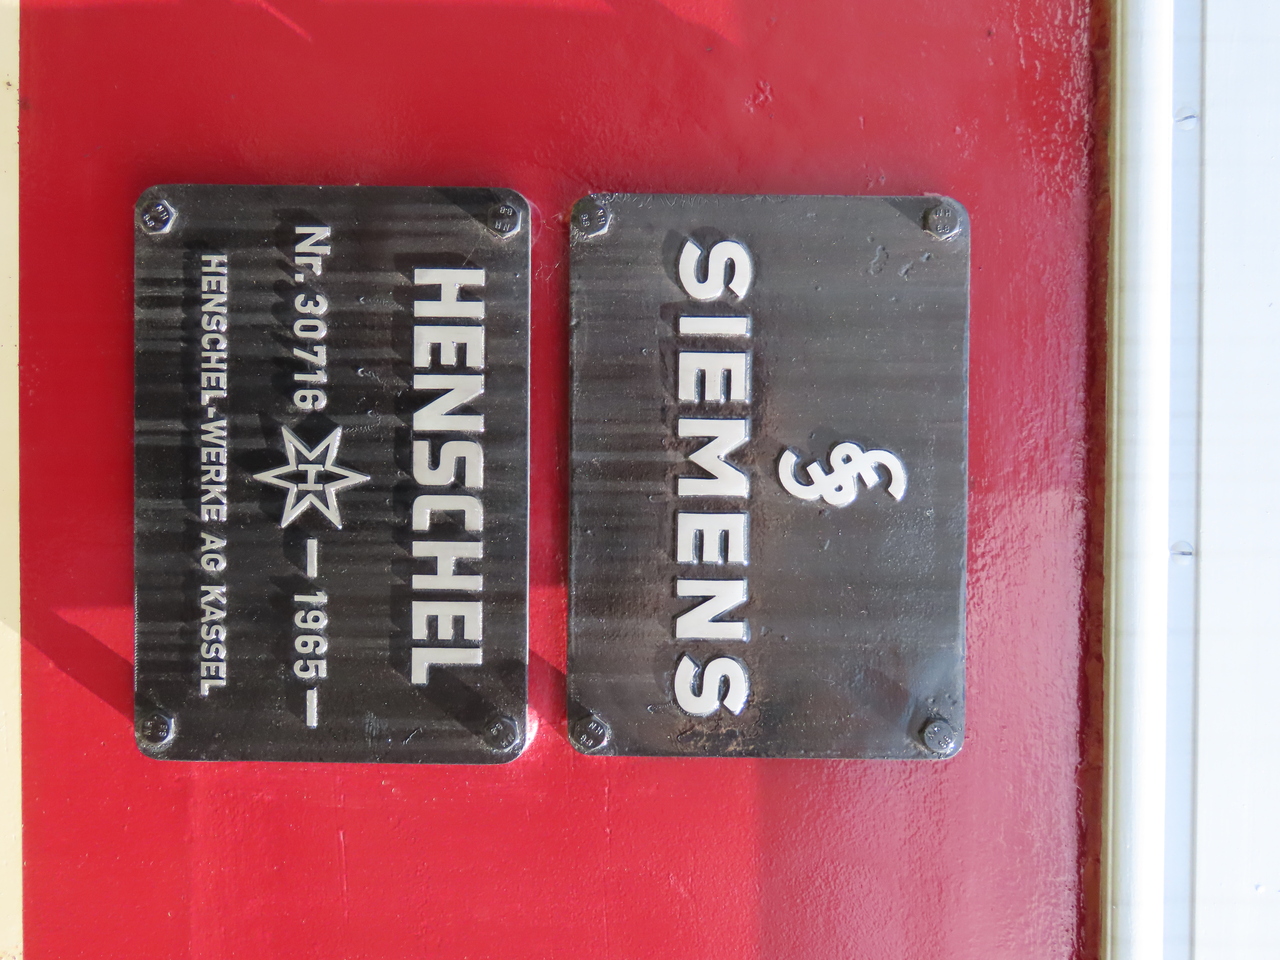 SIEMENS
HENSCHEL
Nr. 30716 H — 1965 —
HENSCHEL-WERKE AG KASSEL